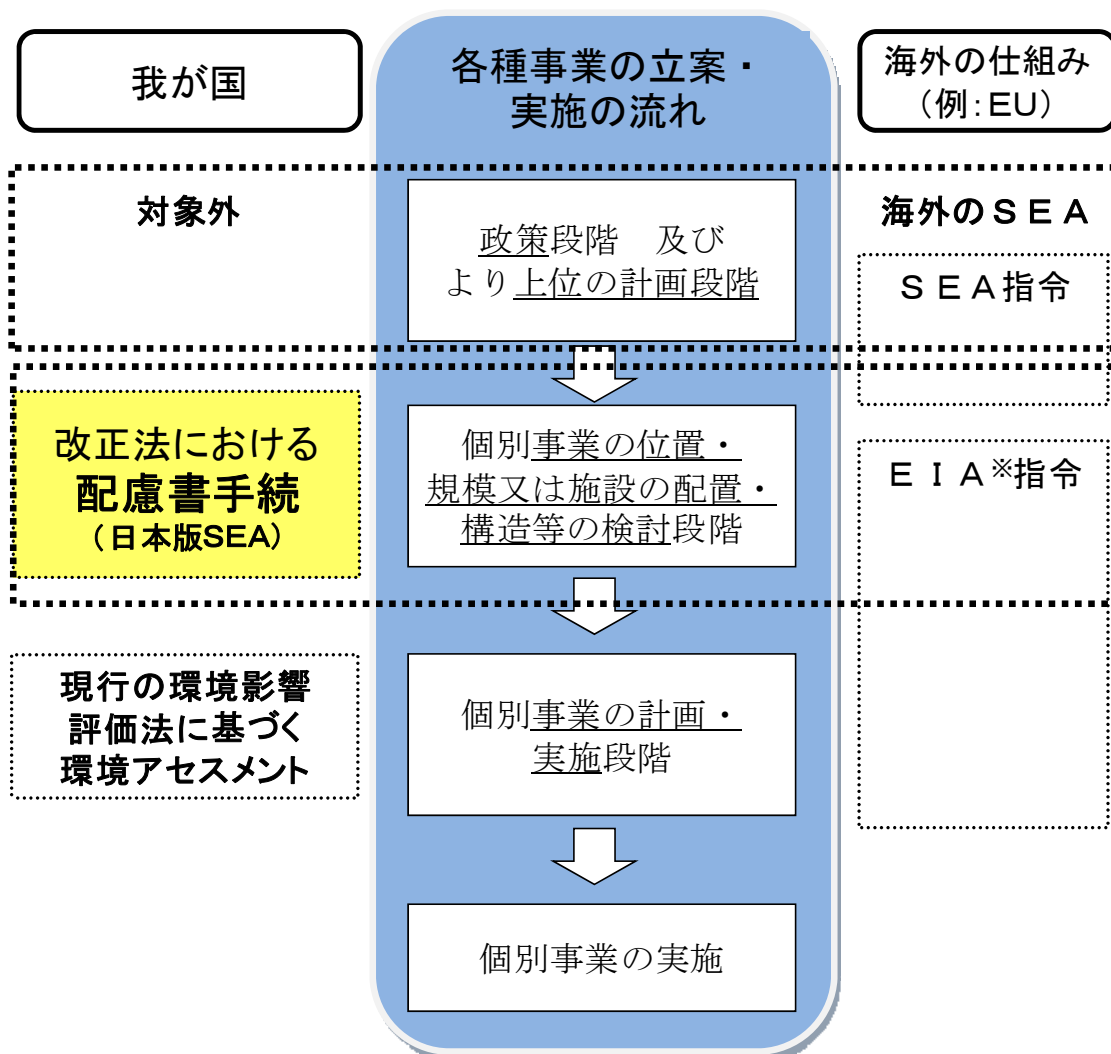 我が国
各種事業の立案・
実施の流れ
海外の仕組み
（例：ＥＵ）
対象外
政策段階　及び
より上位の計画段階
海外のＳＥＡ
ＳＥＡ指令
改正法における
配慮書手続
（日本版SEA）
個別事業の位置・
規模又は施設の配置・
構造等の検討段階
ＥＩＡ※指令
現行の環境影響
評価法に基づく
環境アセスメント
個別事業の計画・
実施段階
個別事業の実施